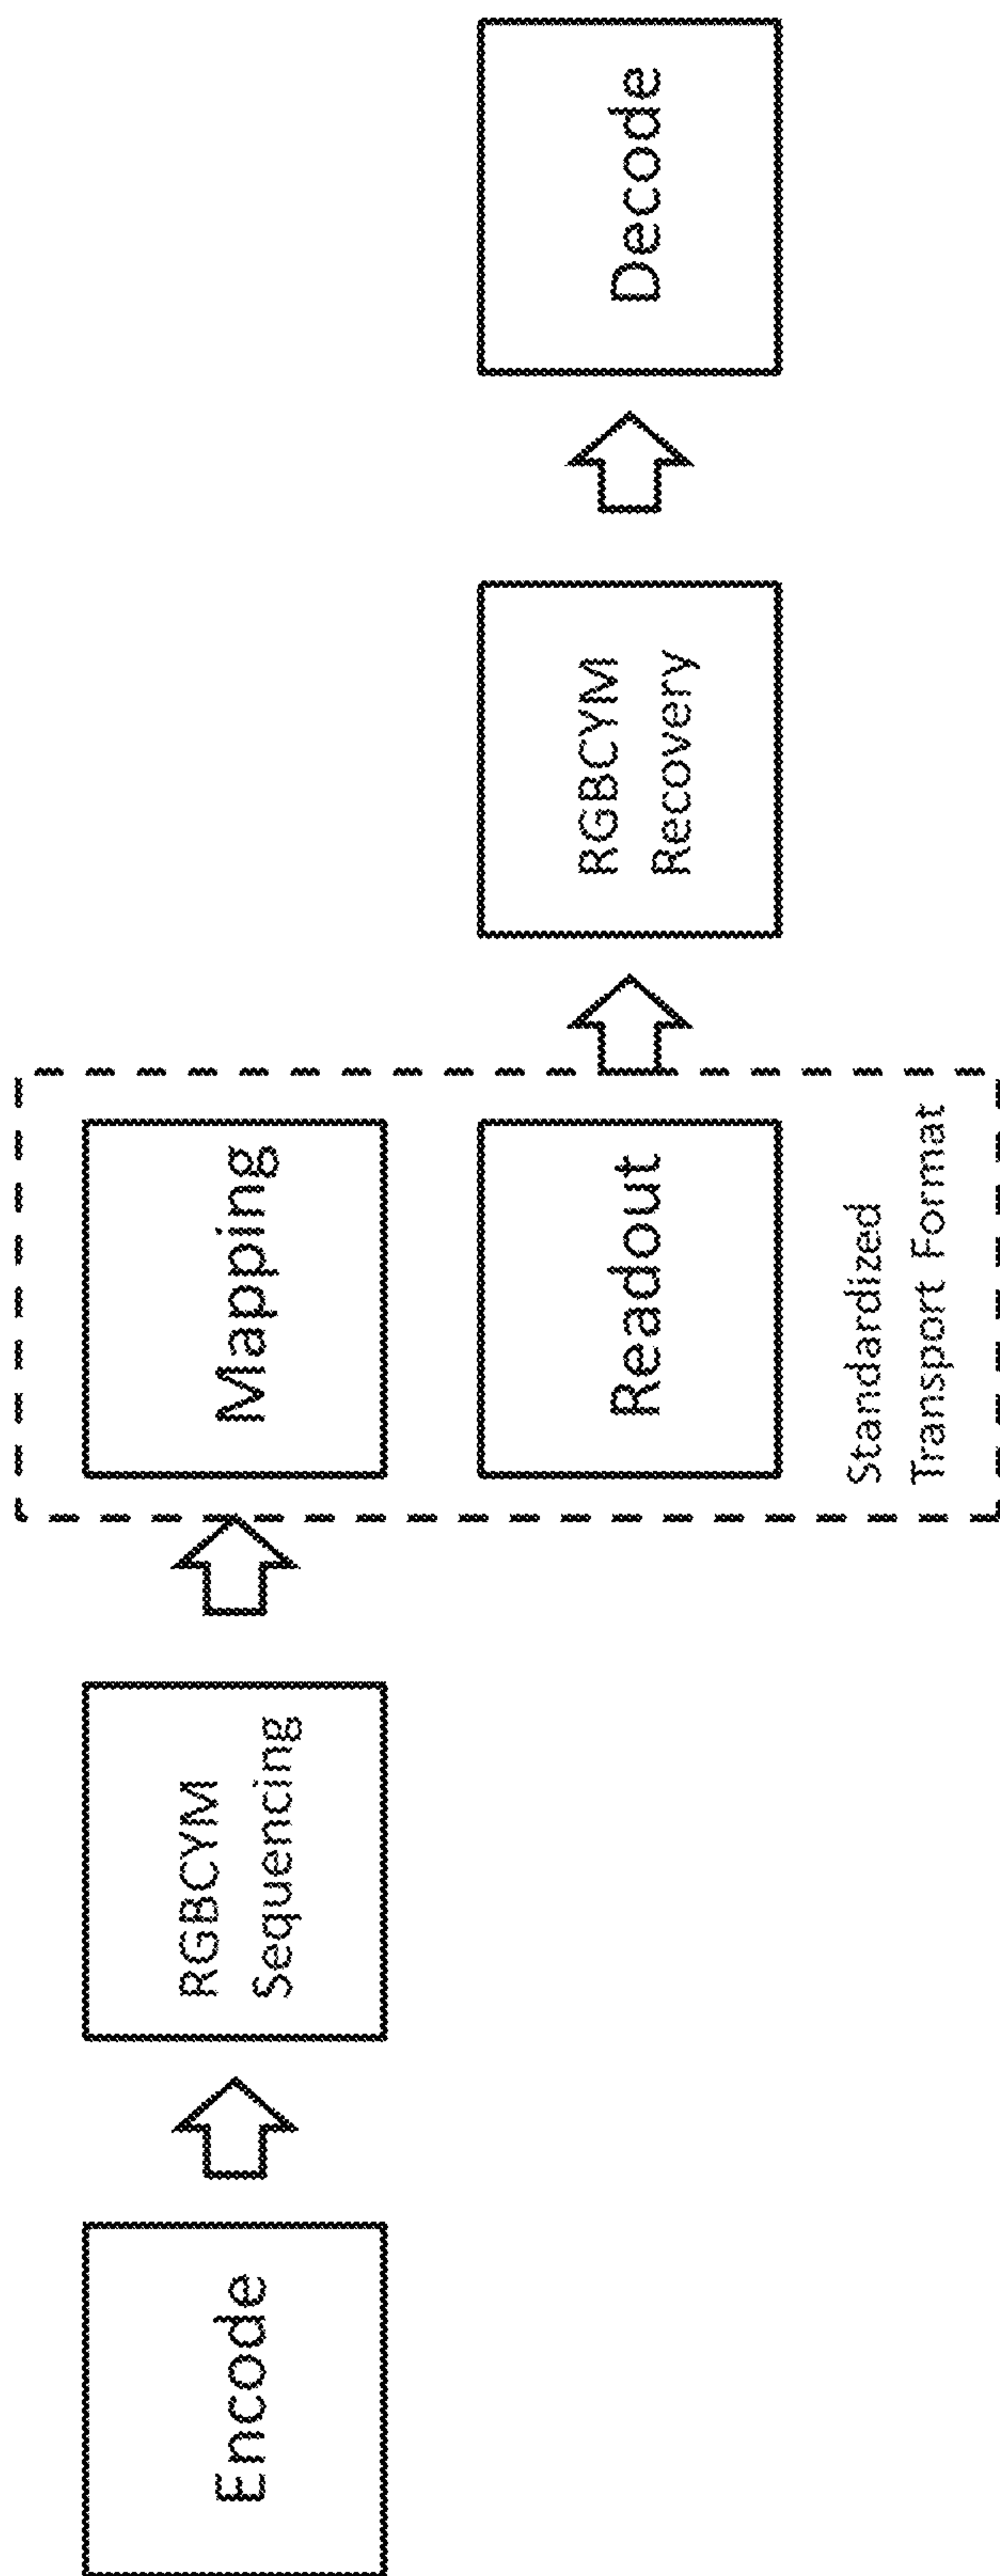 Encode
RGBCYM
Sequencing
Mapping
Readout
Standardized
Transport Format
RGBCYM
Recovery
Decode